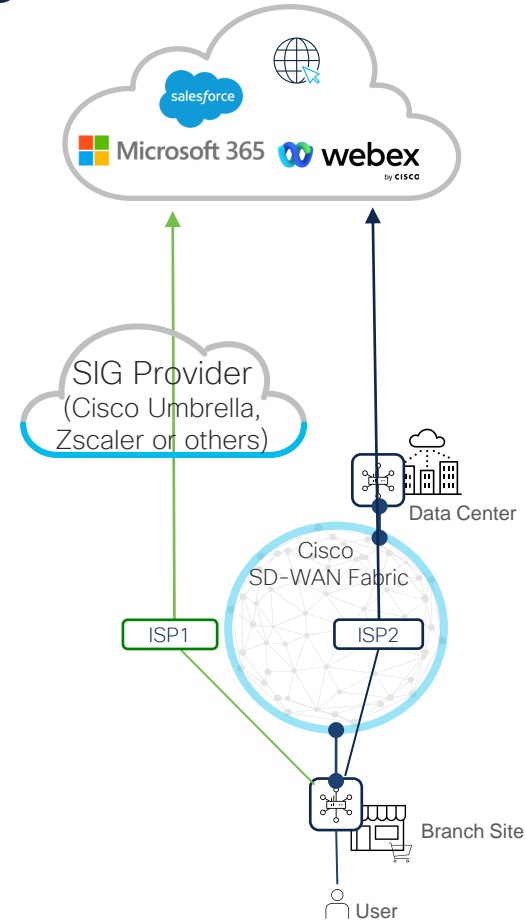 salesforce
Microsoft 365
webex
by CISCO
SIG Provider
(Cisco Umbrella,
Zscaler or others)
Data Center
Cisco
SD-WAN Fabric
ISP1
ISP2
Branch Site
User